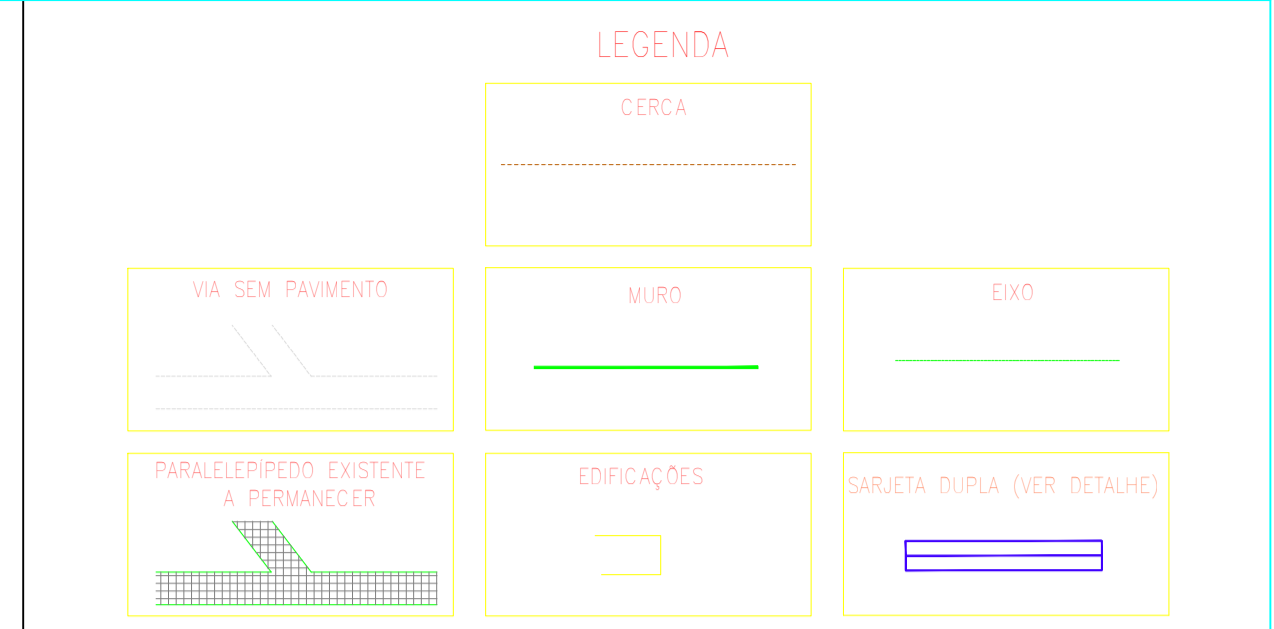 LEGENDA
CERCA
VIA SEM PAVIMENTO
MURO
EIXO
PARALELEPÍPEDO EXISTENTE
A PERMANECER
EDIFICAÇÕES
SARJETA DUPLA (VER DETALHE)